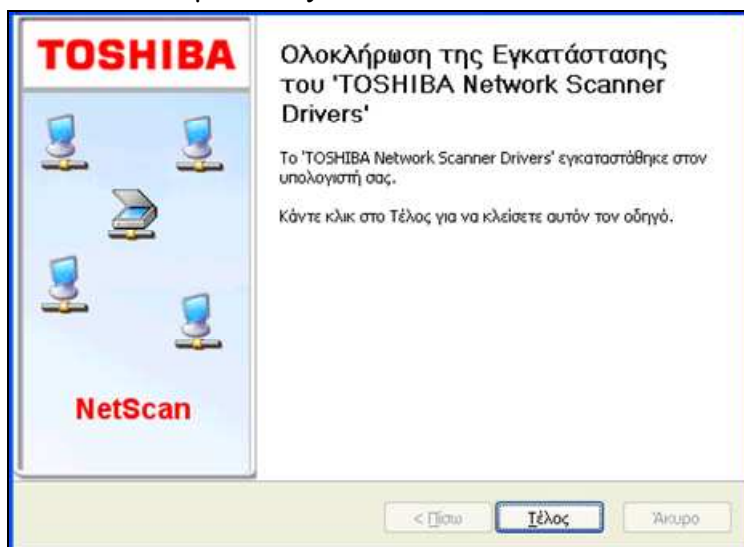 TOSHIBA
NetScan
Ολοκλήρωση της Εγκατάστασης
του 'TOSHIBA Network Scanner
Drivers'
Το 'TOSHIBA Network Scanner Drivers' εγκαταστάθηκε στον
υπολογιστή σας.
Κάντε κλικ στο Τέλος για να κλείσετε αυτόν τον οδηγό.
< Πίσω
Τέλος
Άκυρο